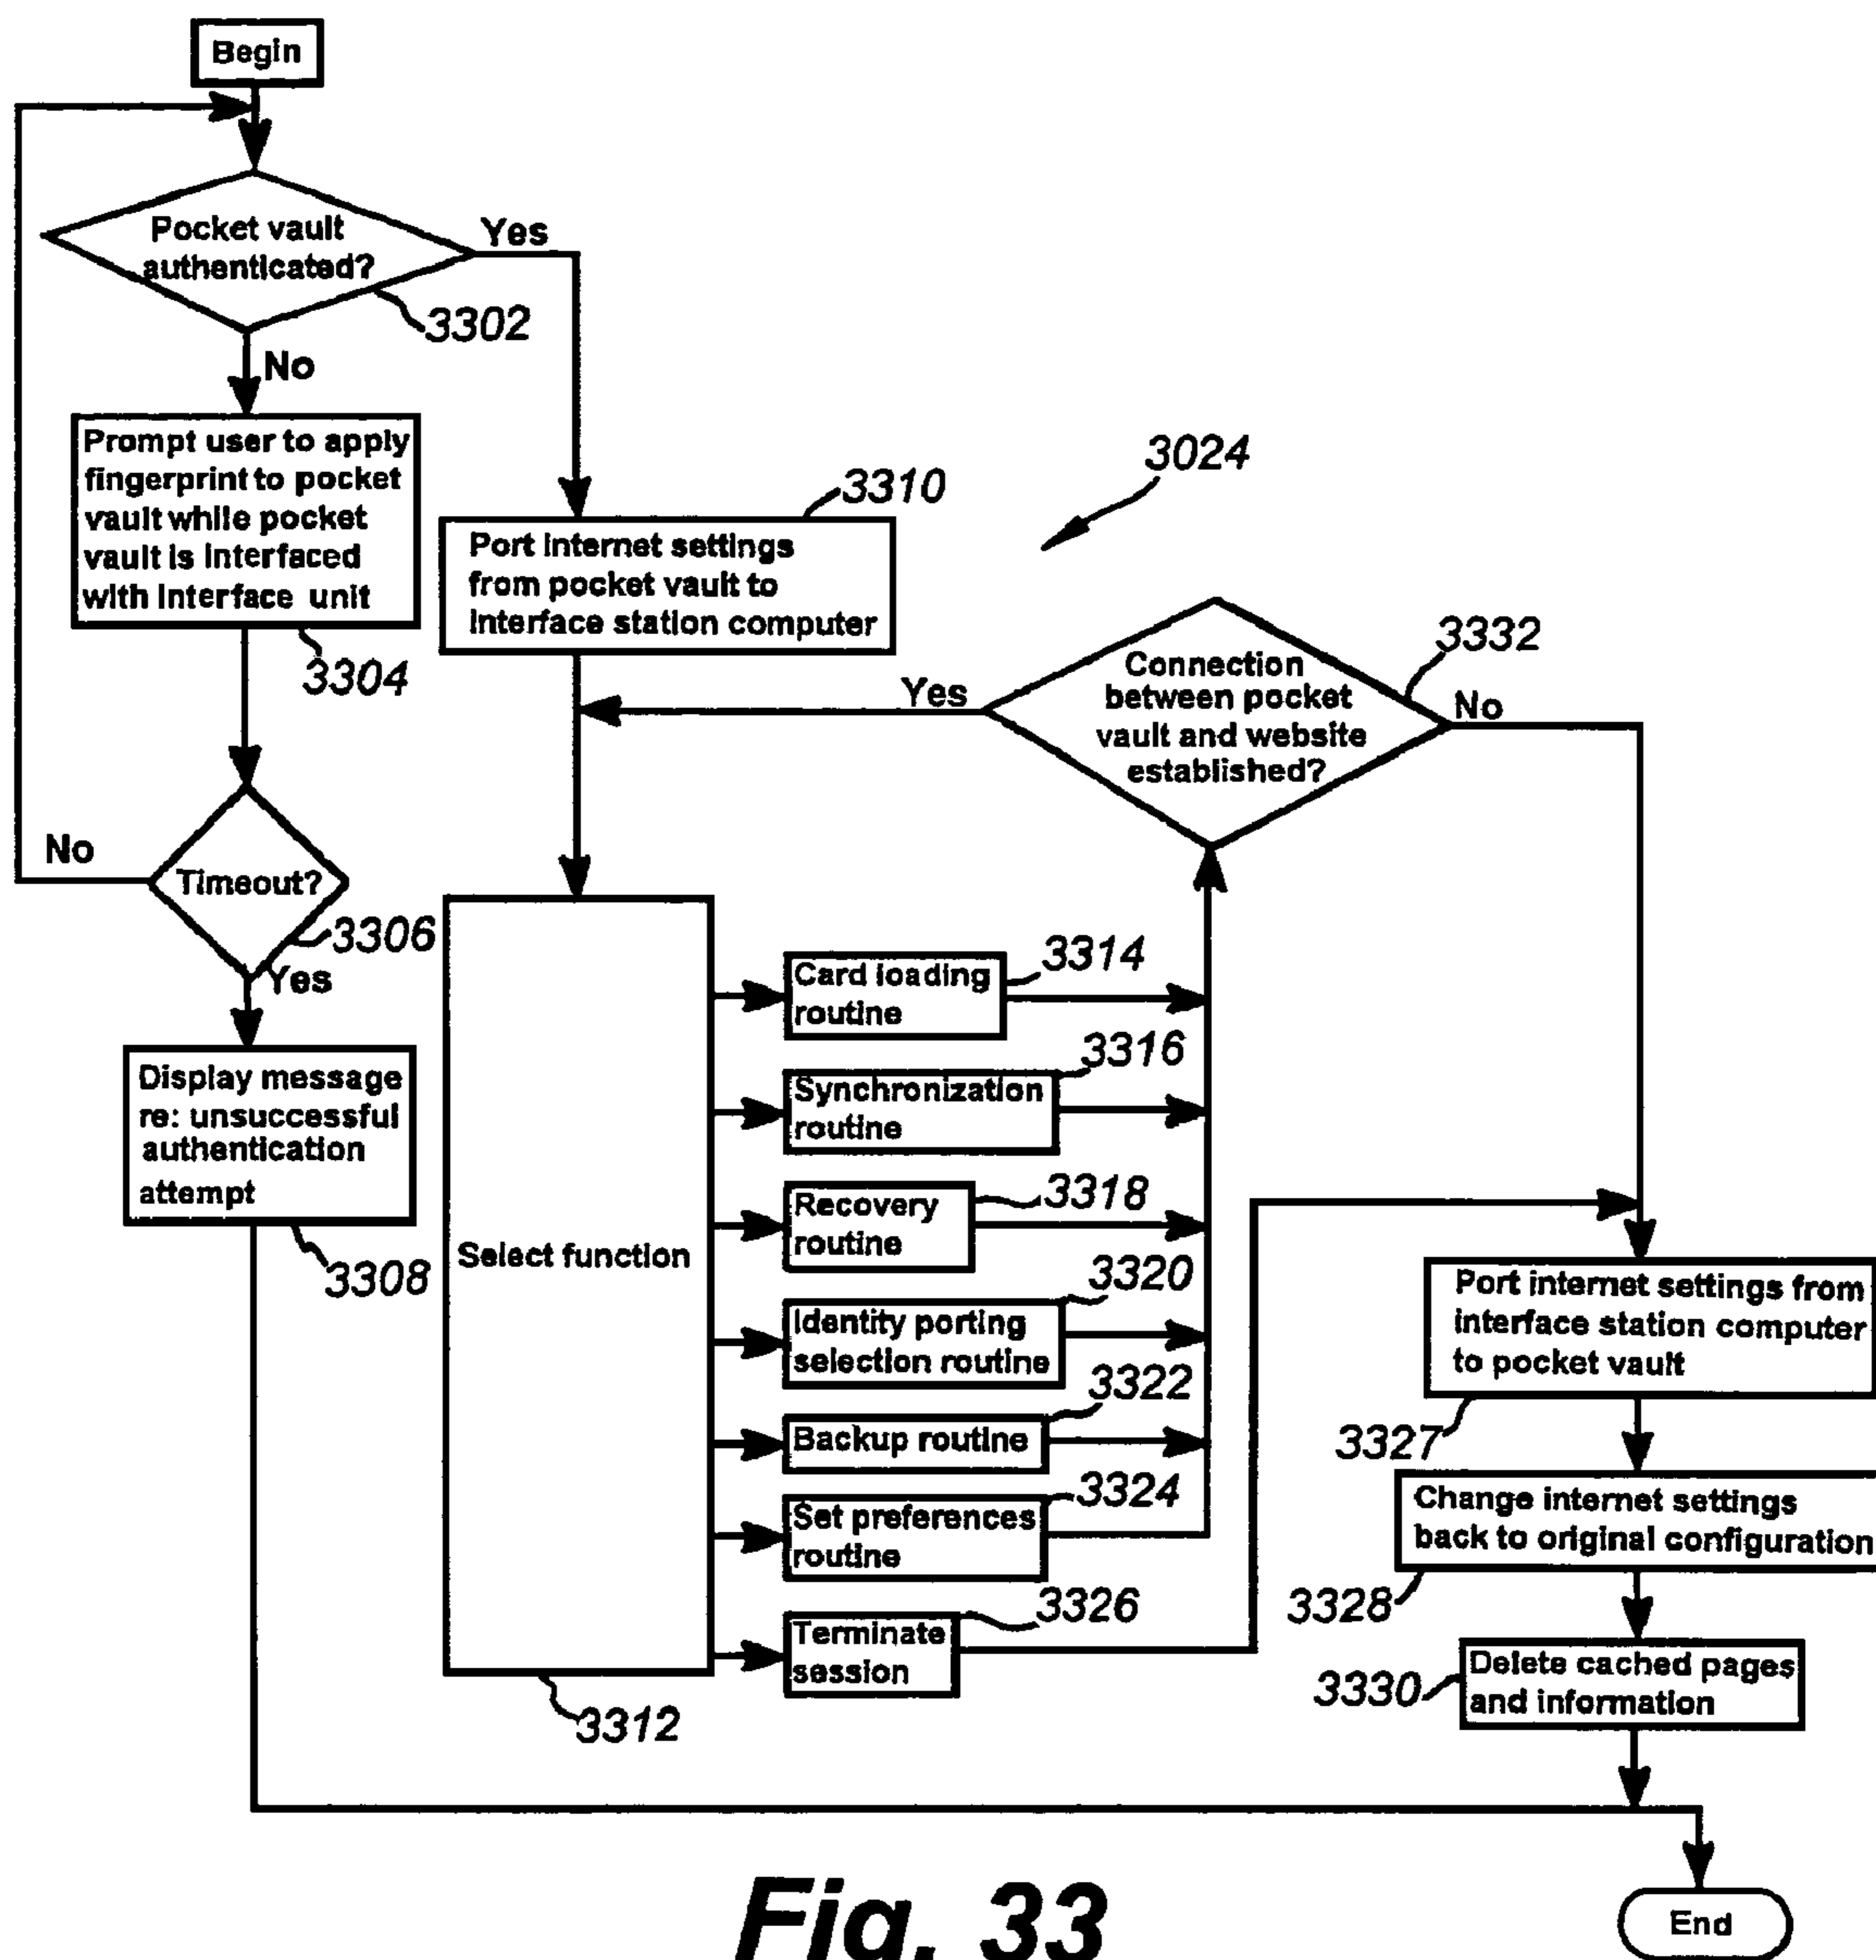 Begin
Pocket vault
authenticated?
Yes
3302
No
Prompt user to apply
fingerprint to pocket
vault while pocket
vault is interfaced
with interface unit
3304
Timeout?
No
3306
Yes
Display message
re: unsuccessful
authentication
attempt
3308
3310
Port internet settings
from pocket vault to
interface station computer
3024
3332
Connection
between pocket
vault and website
established?
Yes
No
Select function
3312
3314
Card loading
routine
3316
Synchronization
routine
3318
Recovery
routine
3320
Identity porting
selection routine
3322
Backup routine
3324
Set preferences
routine
3326
Terminate
session
Port internet settings from
interface station computer
to pocket vault
3327
Change internet settings
back to original configuration
3328
Delete cached pages
and information
3330
End
Fig. 33